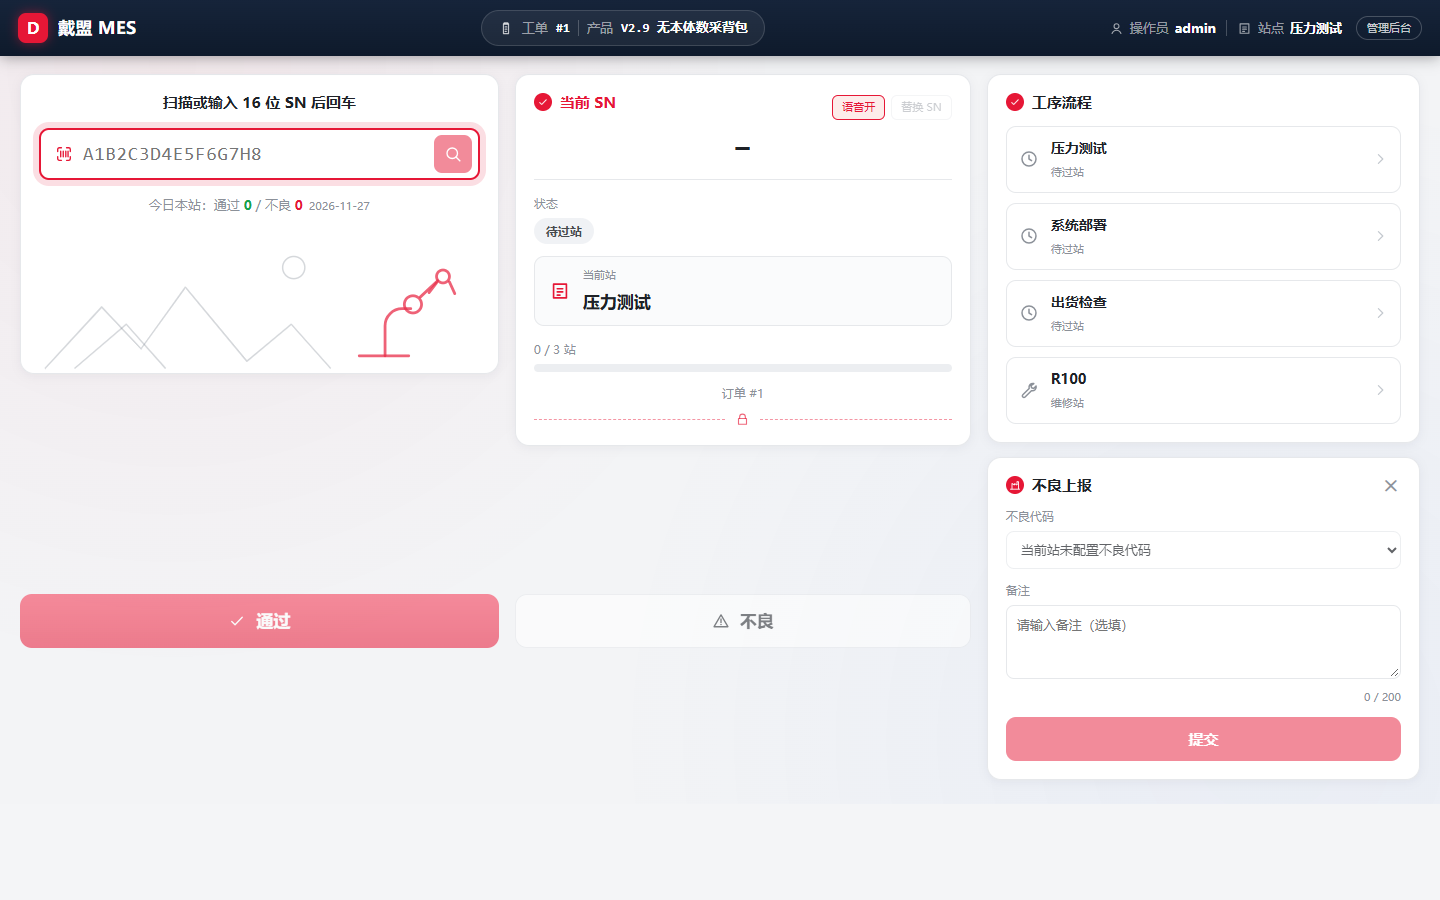 D 戴盟 MES
工单 #1 产品 V2.9 无本体数采背包
操作员 admin 站点 压力测试 管理后台
扫描或输入 16 位 SN 后回车
A1B2C3D4E5F6G7H8
今日本站: 通过 0 / 不良 0 2026-11-27
当前 SN
语音开 替换 SN
—
状态
待过站
当前站
压力测试
0 / 3 站
订单 #1
工序流程
压力测试
待过站
系统部署
待过站
出货检查
待过站
R100
维修站
不良上报
不良代码
当前站未配置不良代码
备注
请输入备注（选填）
0 / 200
提交
通过
不良